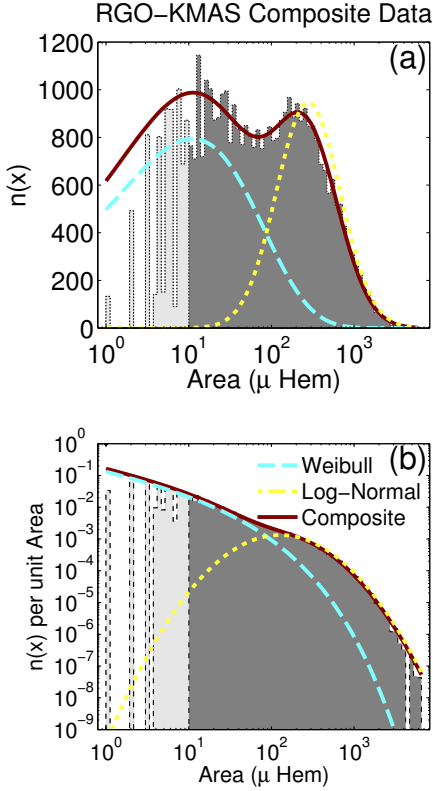 RGO−KMAS Composite Data
(a)
1200
1000
800
600
400
200
0
n(x)
10^0 10^1 10^2 10^3
Area (μ Hem)
(b)
10^0
10^−1
10^−2
10^−3
10^−4
10^−5
10^−6
10^−7
10^−8
10^−9
n(x) per unit Area
Weibull
Log−Normal
Composite
10^0 10^1 10^2 10^3
Area (μ Hem)